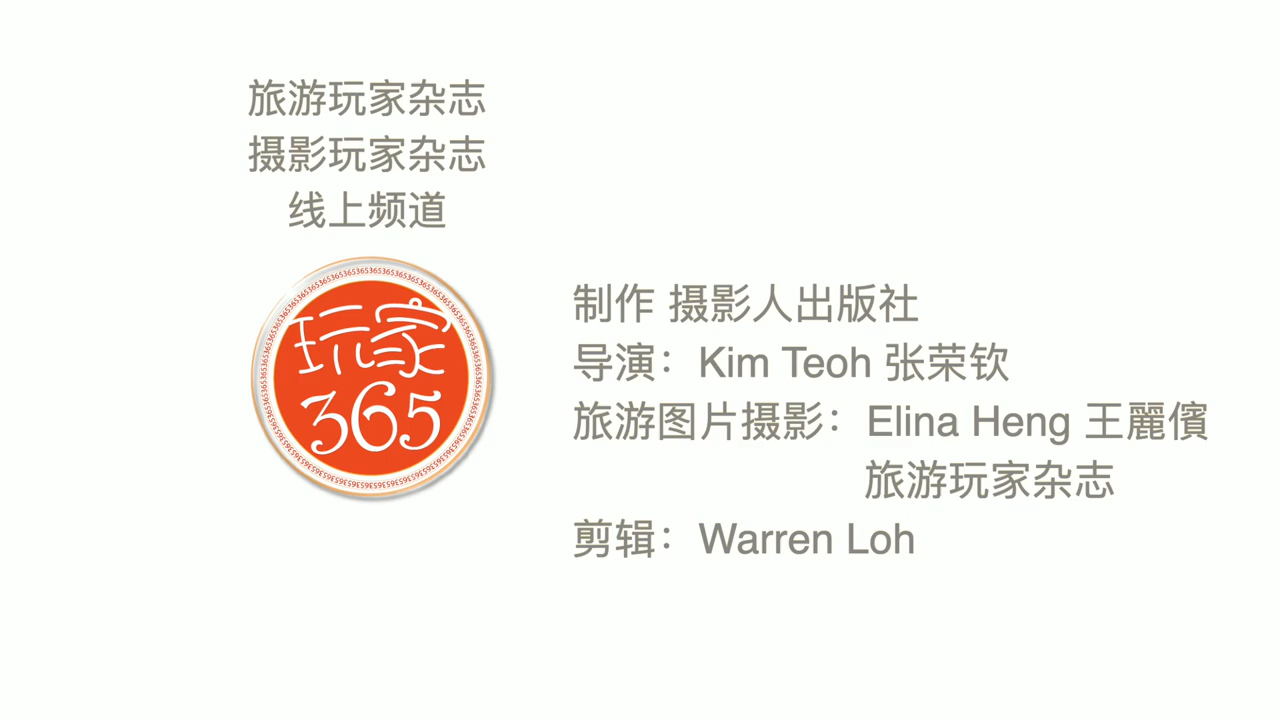 旅游玩家杂志
摄影玩家杂志
线上频道
玩家
365
制作 摄影人出版社
导演：Kim Teoh 张荣钦
旅游图片摄影：Elina Heng 王麗儐
旅游玩家杂志
剪辑：Warren Loh